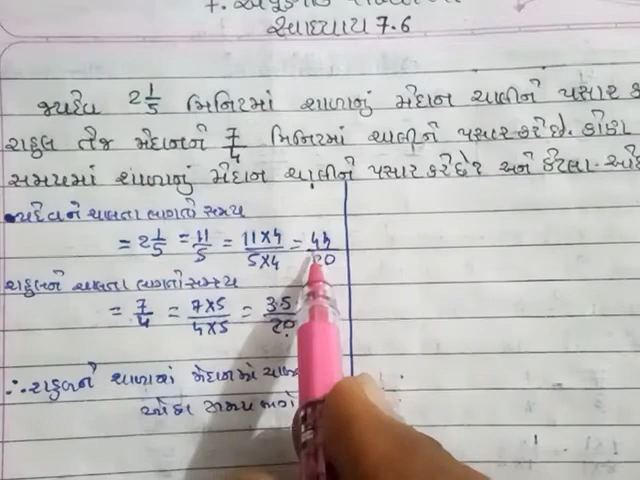 સ્વાધ્યાય 7.6
જયદેવ 2 1/5 મિનિટમાં શાળાનું મેદાન ચાલીને પસાર ક
રાહુલ તેજ મેદાનને 7/4 મિનિટમાં ચાલીને પસાર કરે છે. કોણ
સમયમાં શાળાનું મેદાન ચાલીને પસાર કરે છે? અને કેટલા ઓ
જયદેવને ચાલતા લાગતો સમય
= 2 1/5 = 11/5 = 11×4/5×4 = 44/20
રાહુલને ચાલતા લાગતો સમય
= 7/4 = 7×5/4×5 = 35/20
∴ રાહુલને શાળાના મેદાનમાં
ઓછો સમય લાગે